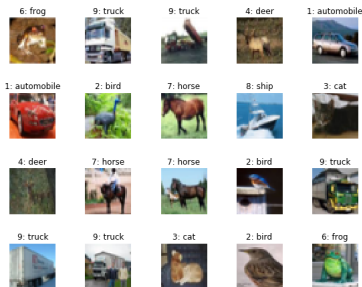 6: frog 9: truck 9: truck 4: deer 1: automobile
1: automobile 2: bird 7: horse 8: ship 3: cat
4: deer 7: horse 7: horse 2: bird 9: truck
9: truck 9: truck 3: cat 2: bird 6: frog